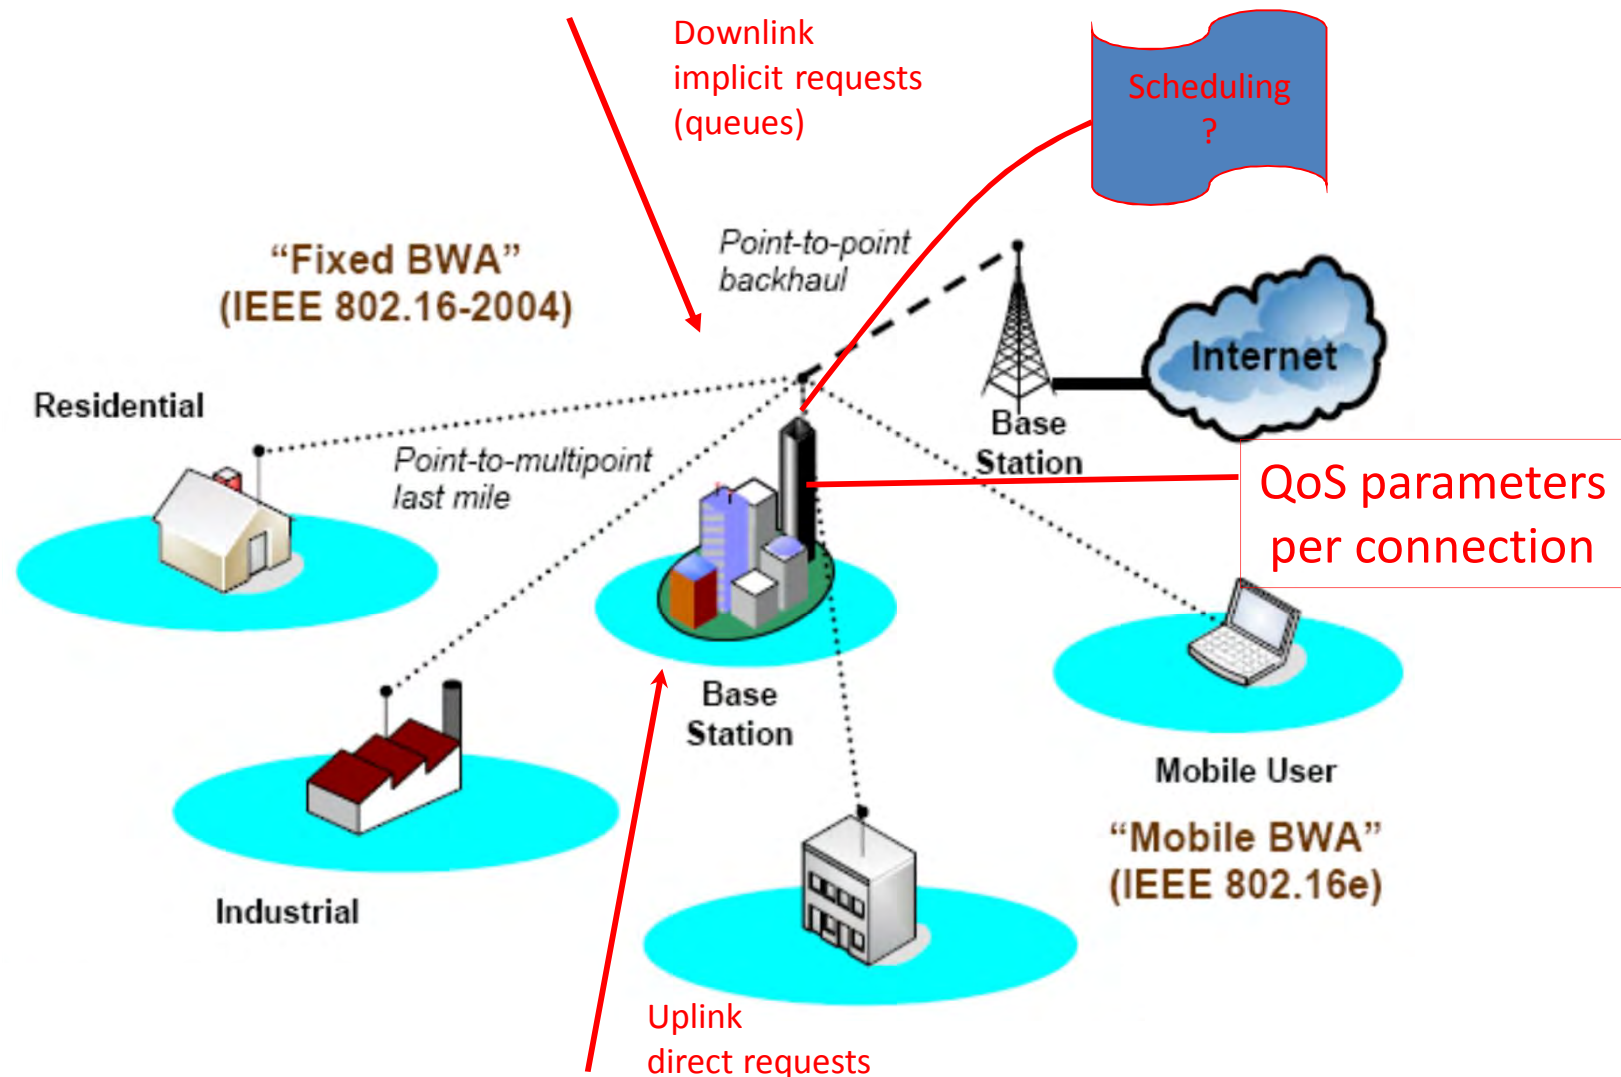 Downlink
implicit requests
(queues)
Scheduling
?
Point-to-point
backhaul
“Fixed BWA”
(IEEE 802.16-2004)
Internet
Residential
Base
Station
Point-to-multipoint
last mile
QoS parameters
per connection
Base
Station
Mobile User
“Mobile BWA”
(IEEE 802.16e)
Industrial
Uplink
direct requests